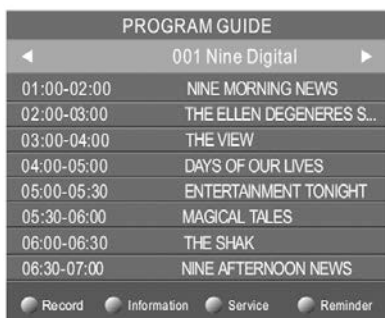 PROGRAM GUIDE
001 Nine Digital
01:00-02:00 NINE MORNING NEWS
02:00-03:00 THE ELLEN DEGENERES S...
03:00-04:00 THE VIEW
04:00-05:00 DAYS OF OUR LIVES
05:00-05:30 ENTERTAINMENT TONIGHT
05:30-06:00 MAGICAL TALES
06:00-06:30 THE SHAK
06:30-07:00 NINE AFTERNOON NEWS
Record Information Service Reminder